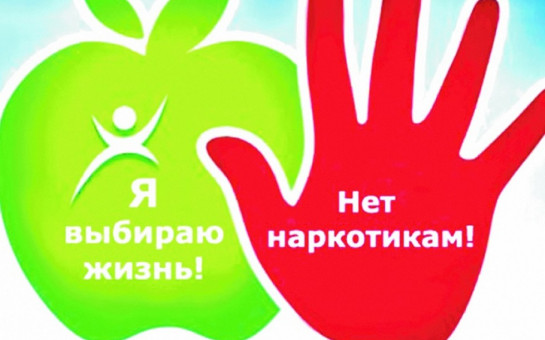 Я
выбираю
жизнь!
Нет
наркотикам!